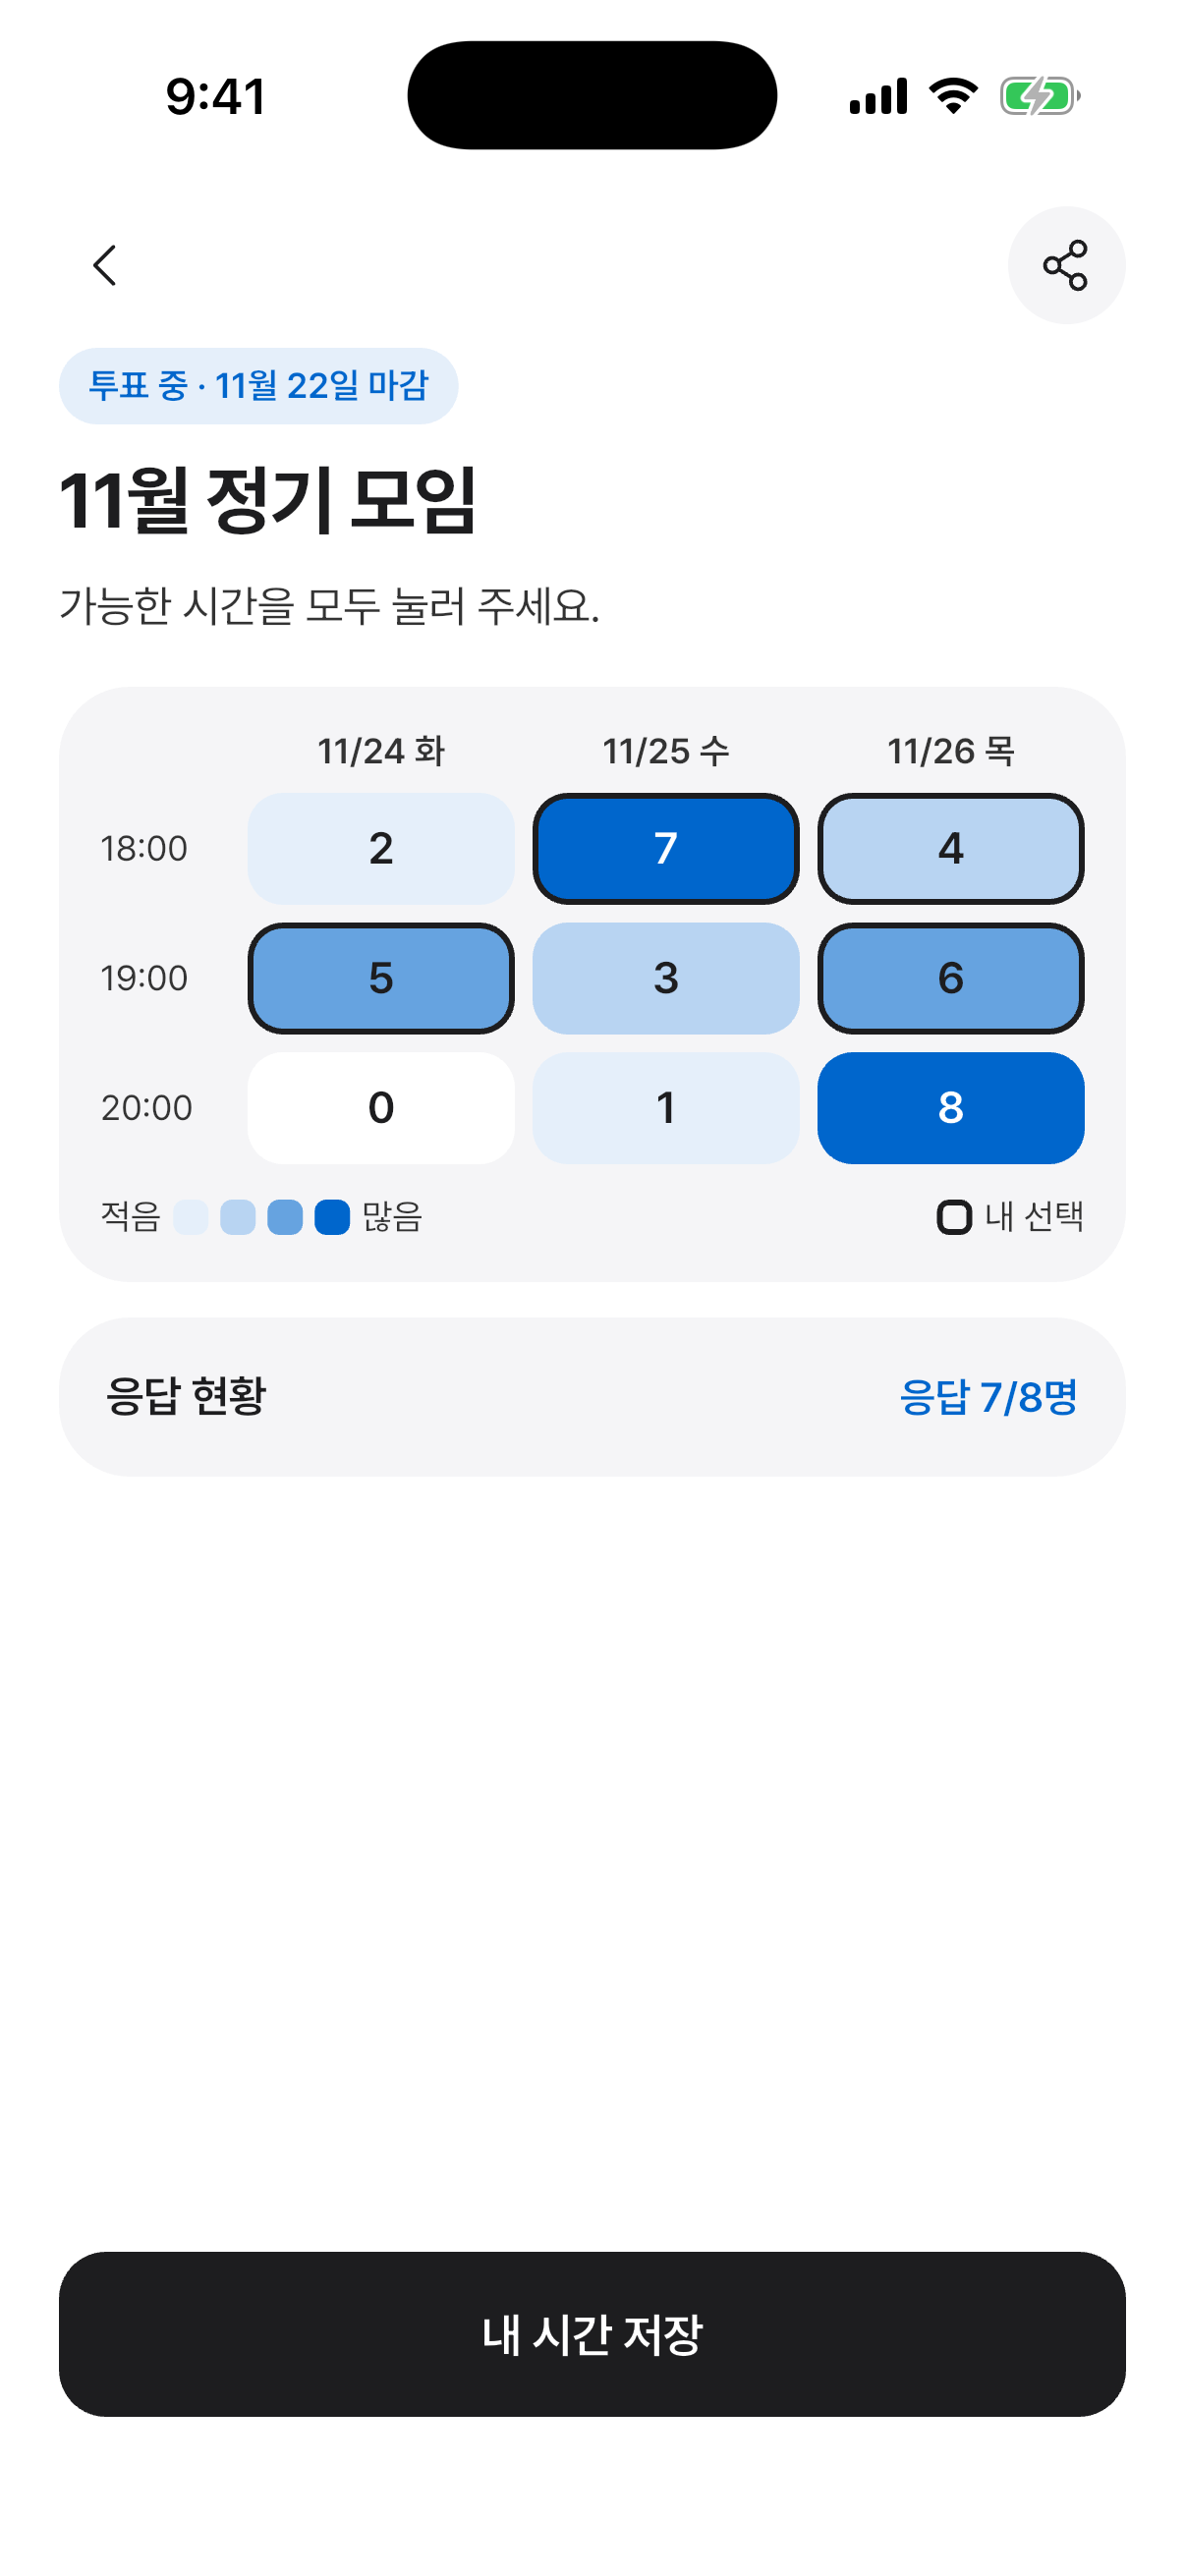 9:41
투표 중 · 11월 22일 마감
11월 정기 모임
가능한 시간을 모두 눌러 주세요.
11/24 화 11/25 수 11/26 목
18:00 2 7 4
19:00 5 3 6
20:00 0 1 8
적음 많음 내 선택
응답 현황 응답 7/8명
내 시간 저장